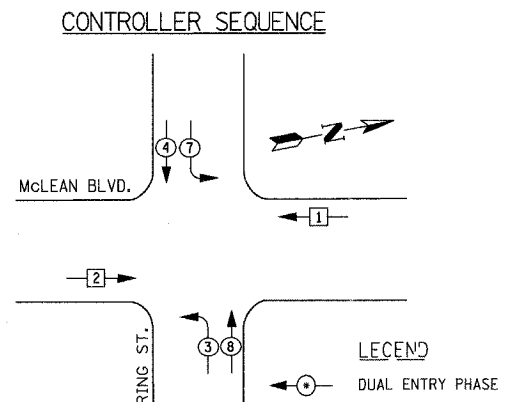 CONTROLLER SEQUENCE
4 7
N
McLEAN BLVD.
1
2
3 8
RING ST.
LEGEND
* DUAL ENTRY PHASE